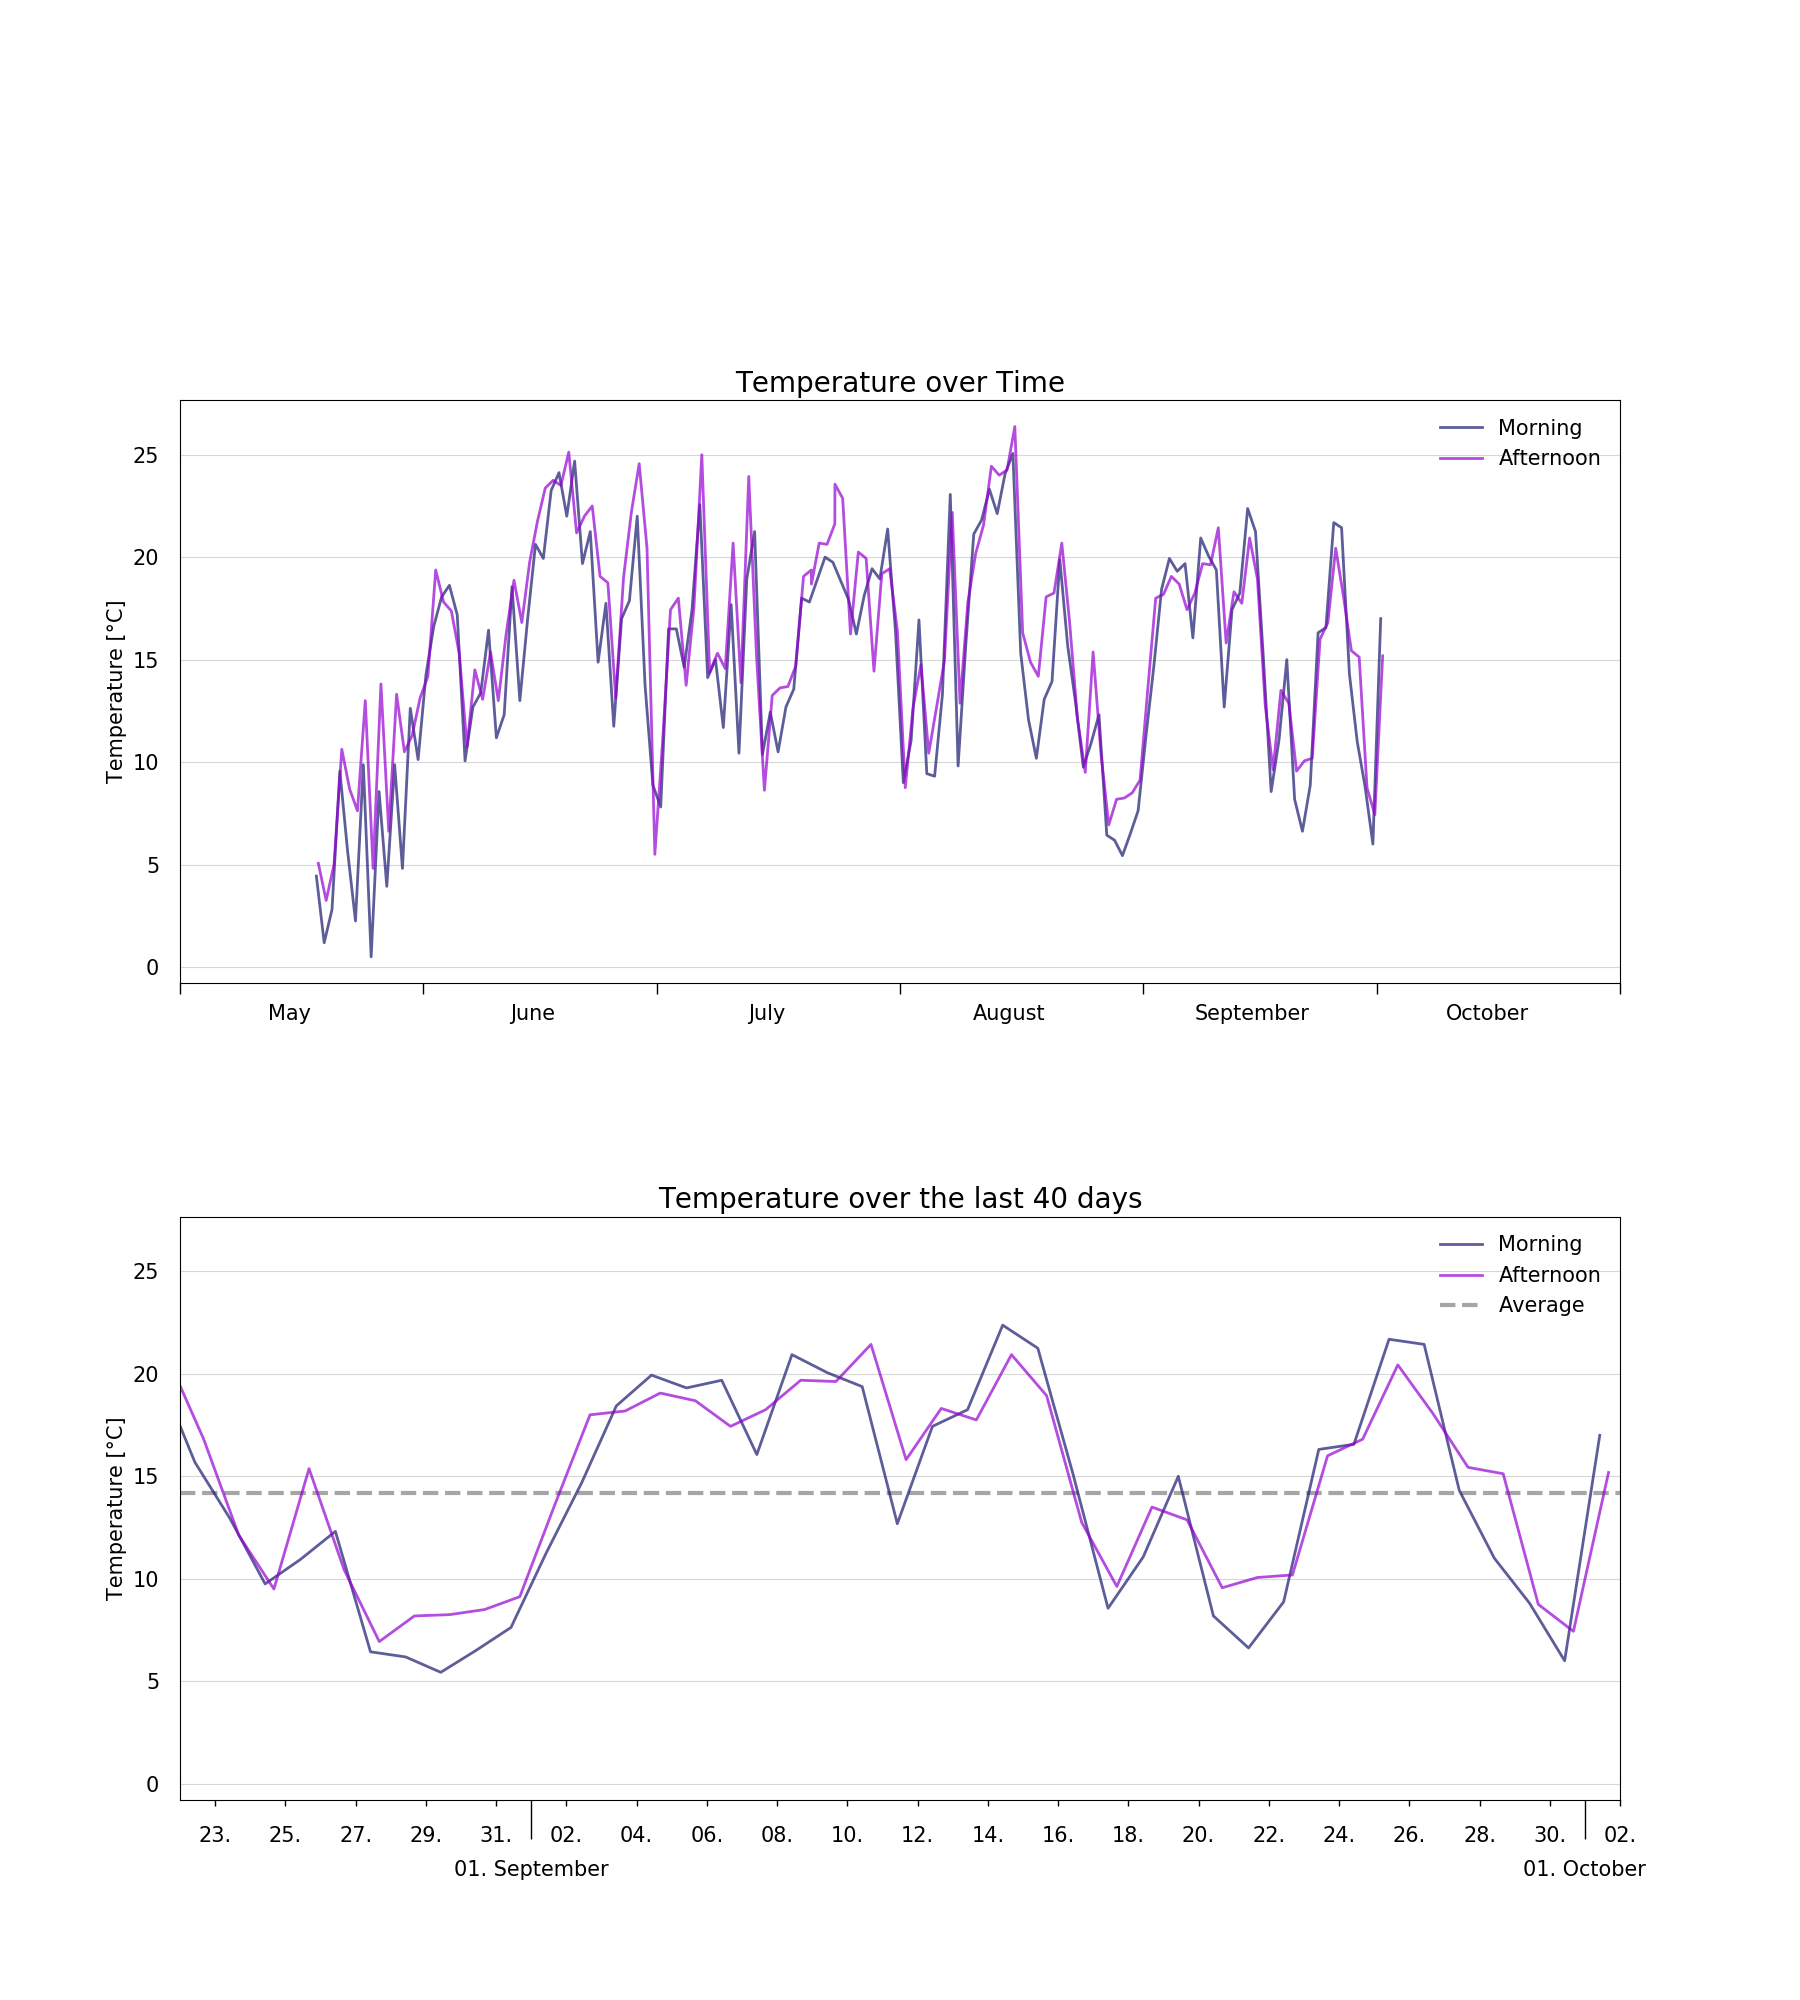 Temperature over Time
Morning
Afternoon
25
20
15
10
5
0
Temperature [°C]
May June July August September October
Temperature over the last 40 days
Morning
Afternoon
Average
25
20
15
10
5
0
Temperature [°C]
23. 25. 27. 29. 31. 02. 04. 06. 08. 10. 12. 14. 16. 18. 20. 22. 24. 26. 28. 30. 02.
01. September 01. October